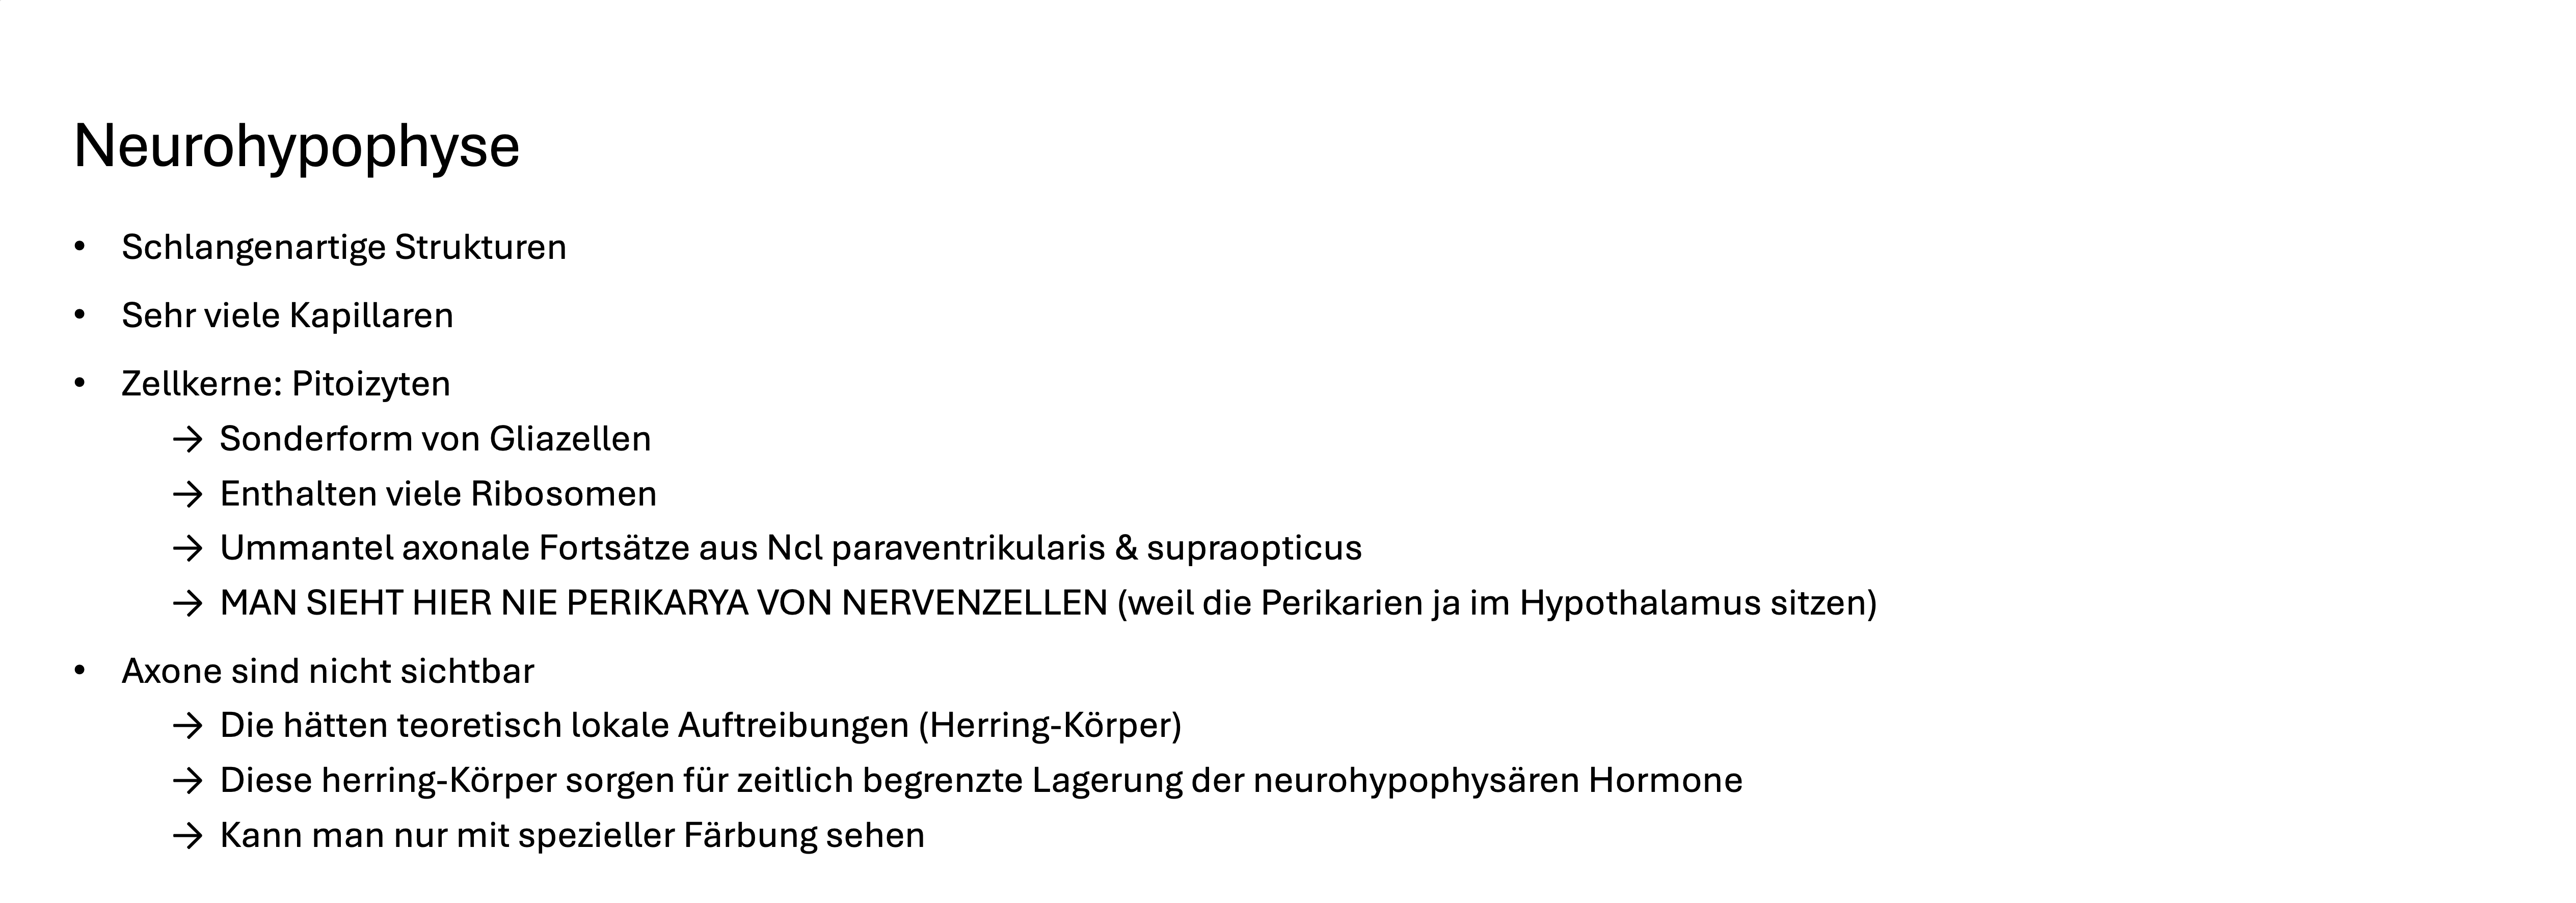 Neurohypophyse
• Schlangenartige Strukturen
• Sehr viele Kapillaren
• Zellkerne: Pitoizyten
→ Sonderform von Gliazellen
→ Enthalten viele Ribosomen
→ Ummantel axonale Fortsätze aus Ncl paraventrikularis & supraopticus
→ MAN SIEHT HIER NIE PERIKARYA VON NERVENZELLEN (weil die Perikarien ja im Hypothalamus sitzen)
• Axone sind nicht sichtbar
→ Die hätten teoretisch lokale Auftreibungen (Herring-Körper)
→ Diese herring-Körper sorgen für zeitlich begrenzte Lagerung der neurohypophysären Hormone
→ Kann man nur mit spezieller Färbung sehen